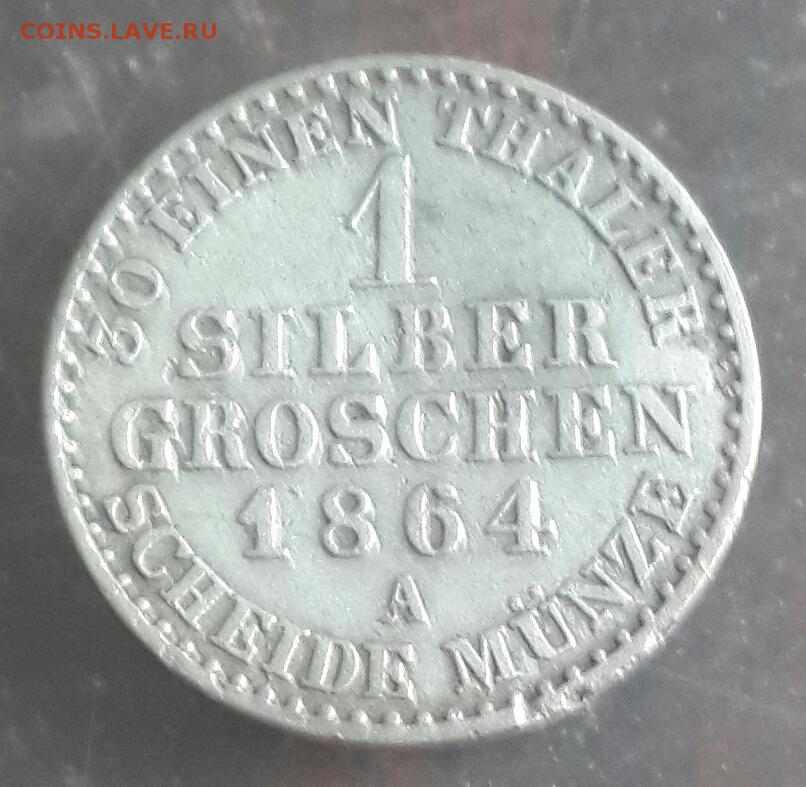 COINS.LAVE.RU
30 EINEN THALER
1
SILBER
GROSCHEN
1864
A
SCHEIDE MÜNZE